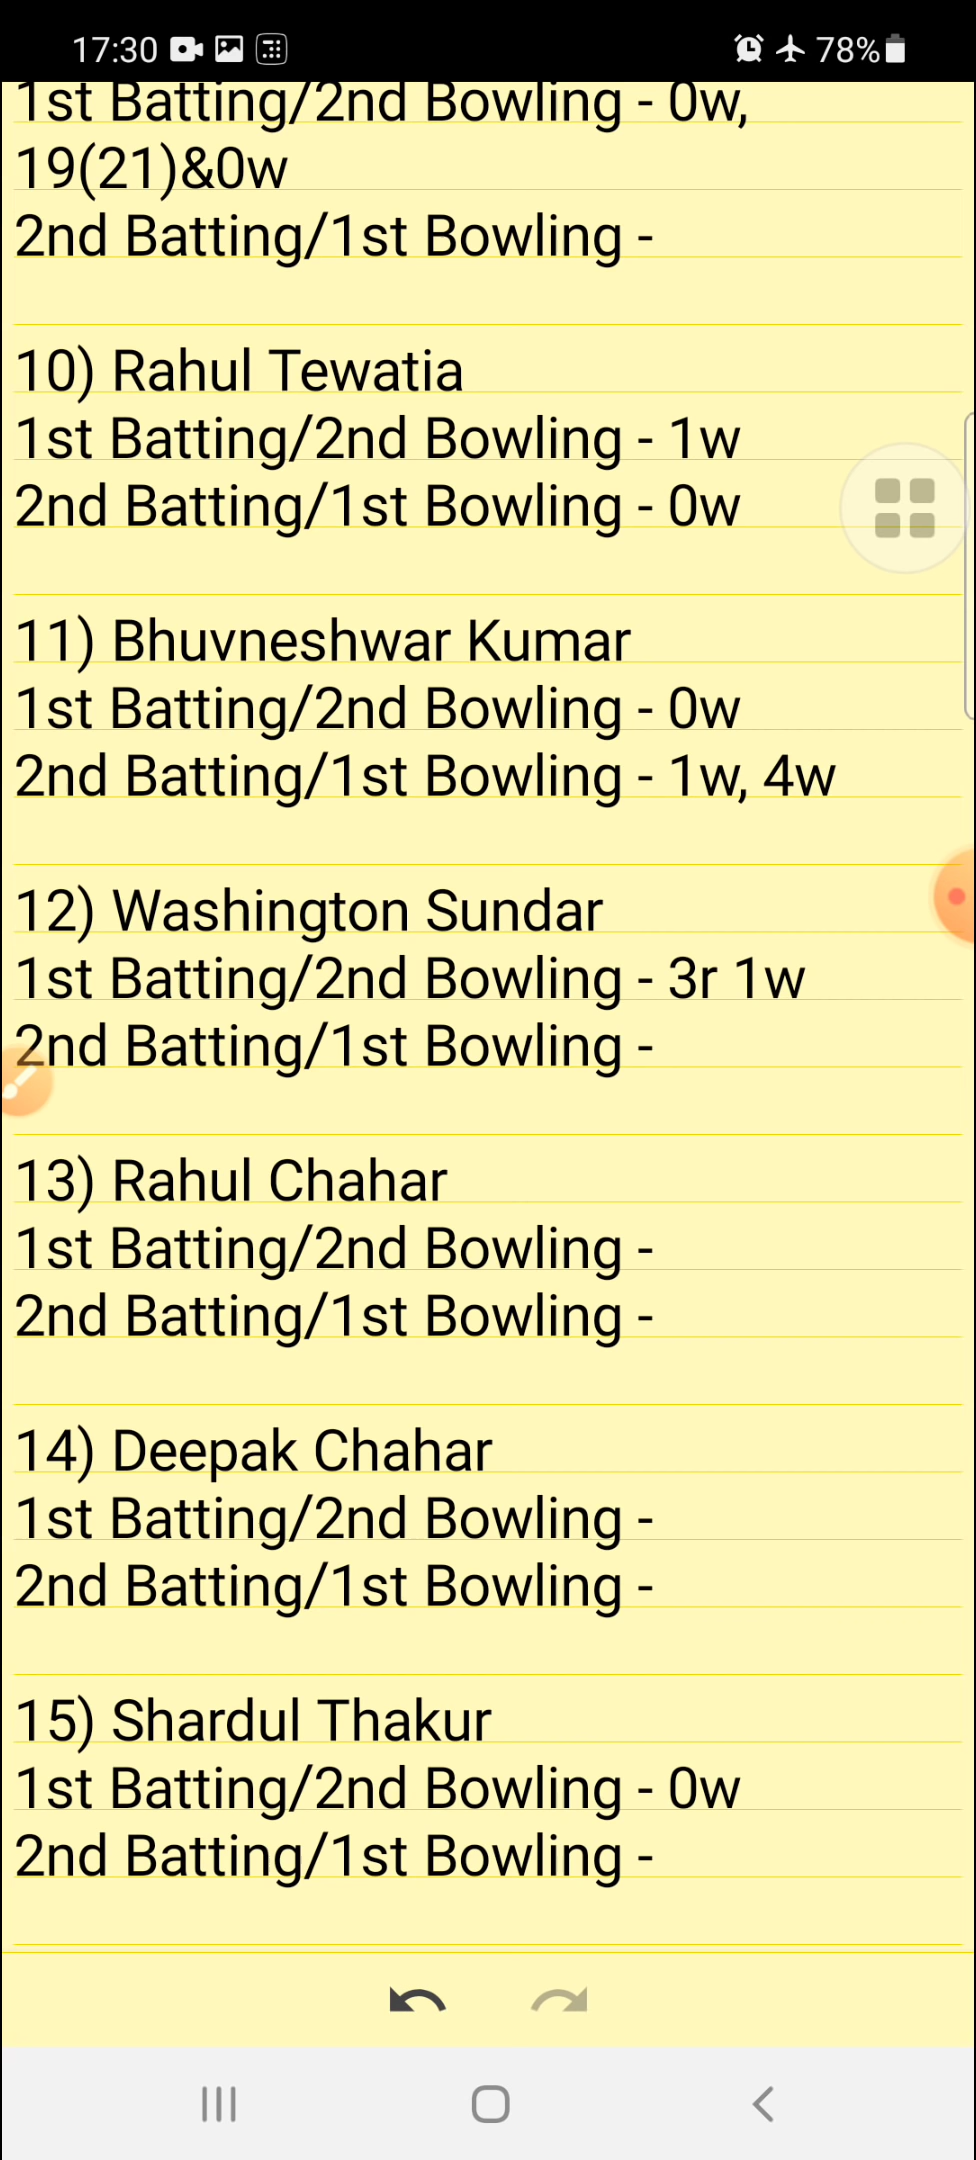 17:30
78%
1st Batting/2nd Bowling - 0w,
19(21)&0w
2nd Batting/1st Bowling -
10) Rahul Tewatia
1st Batting/2nd Bowling - 1w
2nd Batting/1st Bowling - 0w
11) Bhuvneshwar Kumar
1st Batting/2nd Bowling - 0w
2nd Batting/1st Bowling - 1w, 4w
12) Washington Sundar
1st Batting/2nd Bowling - 3r 1w
2nd Batting/1st Bowling -
13) Rahul Chahar
1st Batting/2nd Bowling -
2nd Batting/1st Bowling -
14) Deepak Chahar
1st Batting/2nd Bowling -
2nd Batting/1st Bowling -
15) Shardul Thakur
1st Batting/2nd Bowling - 0w
2nd Batting/1st Bowling -